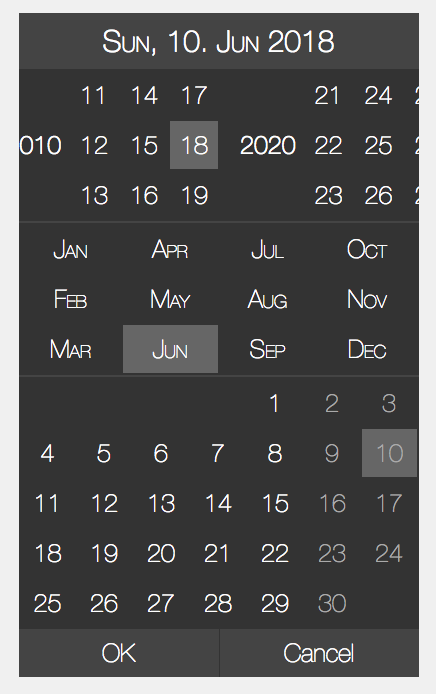 Sun, 10. Jun 2018
11 14 17 21 24
010 12 15 18 2020 22 25
13 16 19 23 26
Jan Apr Jul Oct
Feb May Aug Nov
Mar Jun Sep Dec
1 2 3
4 5 6 7 8 9 10
11 12 13 14 15 16 17
18 19 20 21 22 23 24
25 26 27 28 29 30
OK Cancel